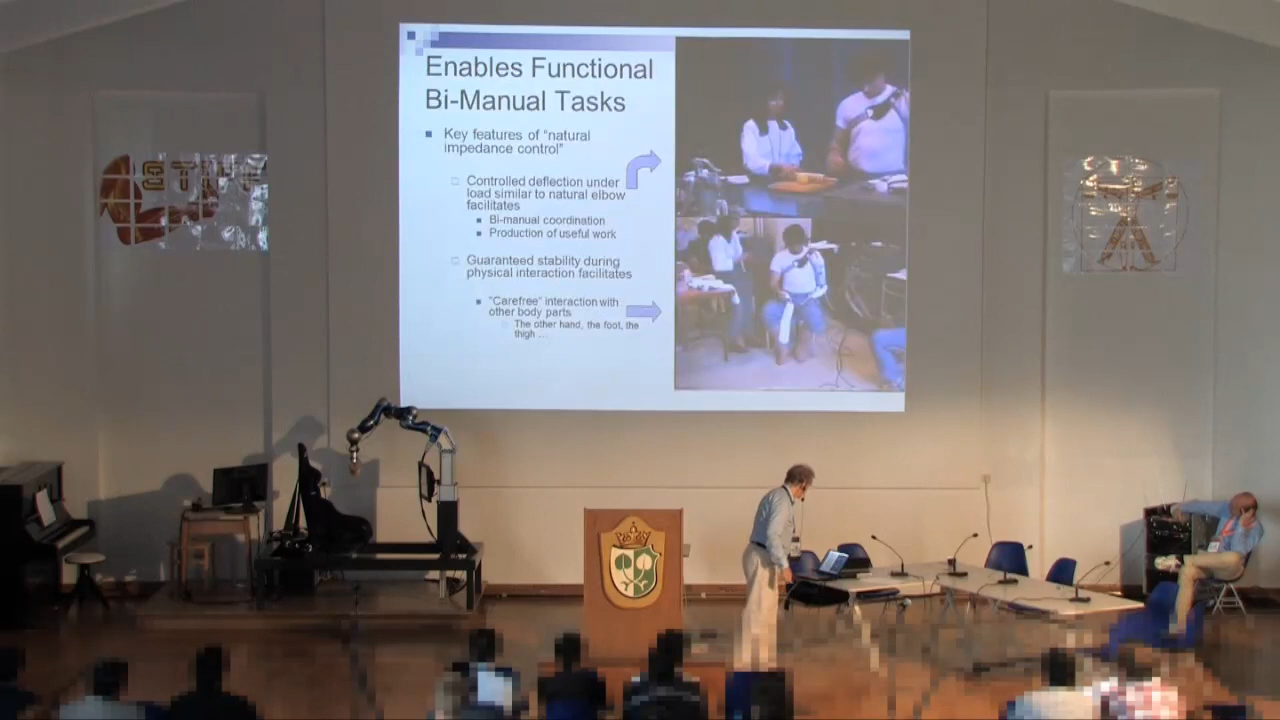 Enables Functional
Bi-Manual Tasks
Key features of "natural
impedance control"
Controlled deflection under
load similar to natural elbow
facilitates
Bi-manual coordination
Production of useful work
Guaranteed stability during
physical interaction facilitates
"Carefree" interaction with
other body parts
The other hand, the foot, the
thigh ...